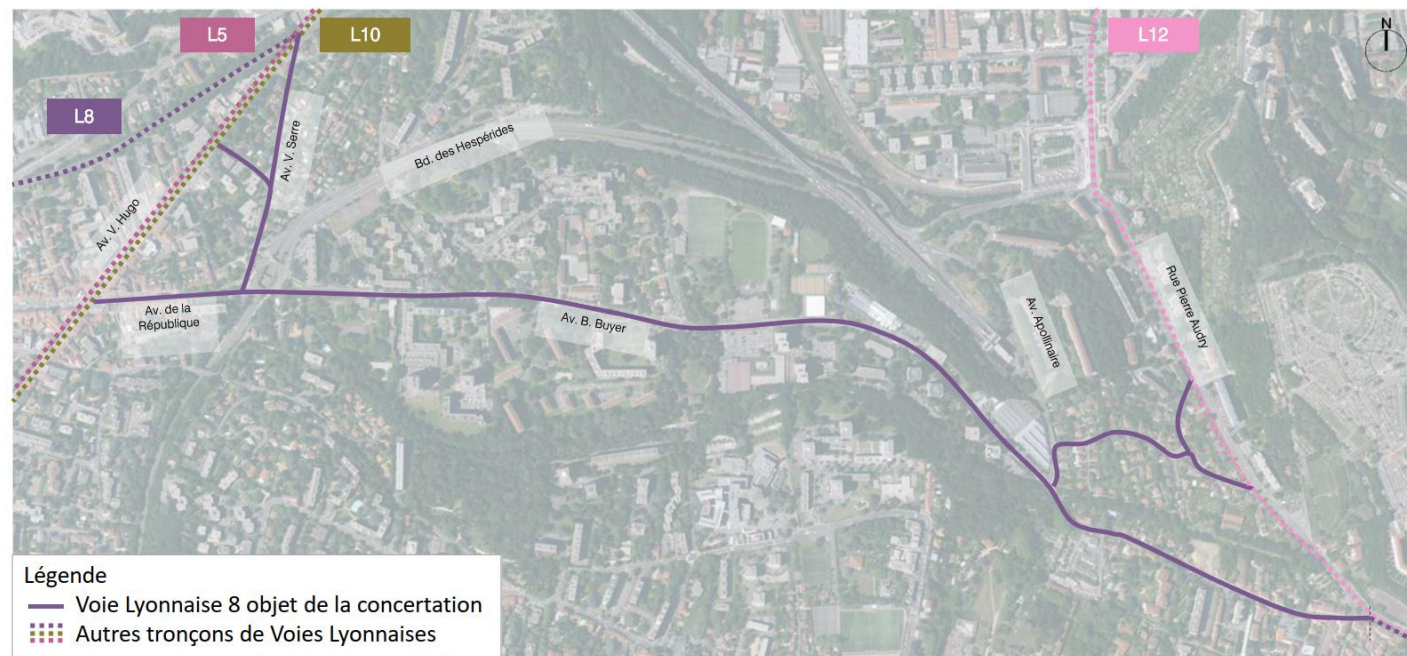 L5
L10
L12
N
L8
Av. V. Serre
Bd. des Hespérides
Av. V. Hugo
Rue Pierre Audry
Av. de la
République
Av. B. Buyer
Av. Apollinaire
Légende
Voie Lyonnaise 8 objet de la concertation
Autres tronçons de Voies Lyonnaises